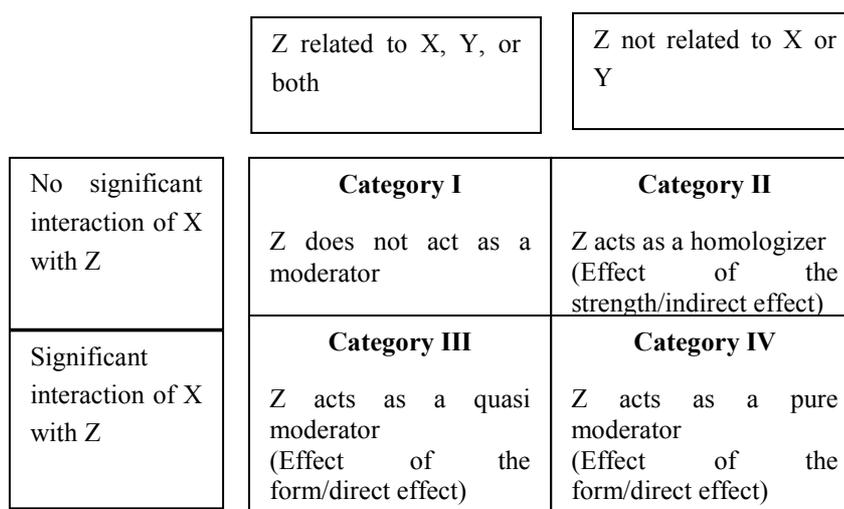 Z related to X, Y, or
both
Z not related to X or
Y
No significant
interaction of X
with Z
Category I
Z does not act as a
moderator
Category II
Z acts as a homologizer
(Effect of the
strength/indirect effect)
Significant
interaction of X
with Z
Category III
Z acts as a quasi
moderator
(Effect of the
form/direct effect)
Category IV
Z acts as a pure
moderator
(Effect of the
form/direct effect)